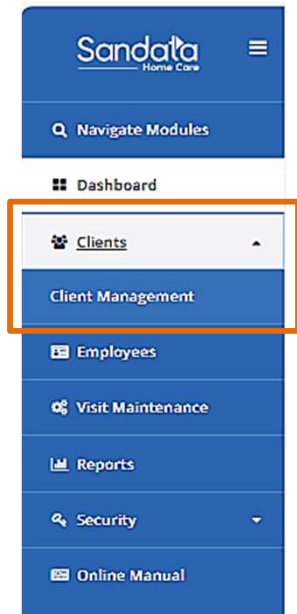 Sandata
Home Care
Navigate Modules
Dashboard
Clients
Client Management
Employees
Visit Maintenance
Reports
Security
Online Manual